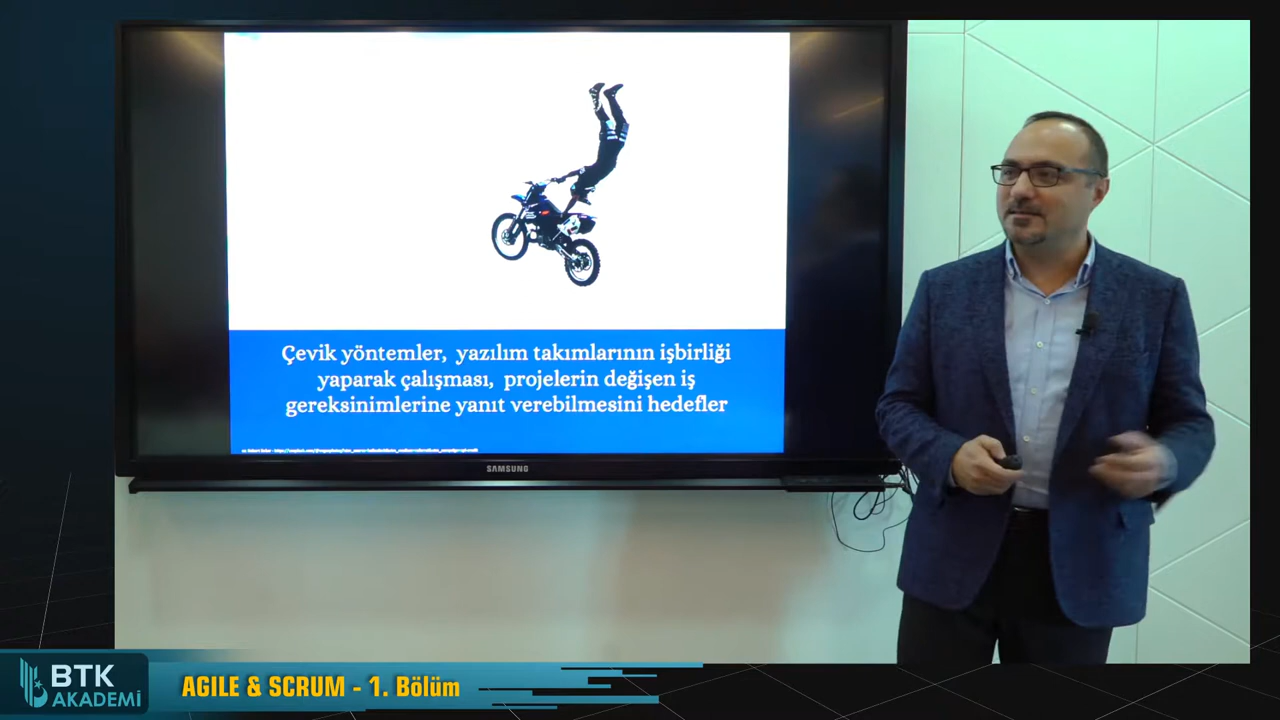 Çevik yöntemler, yazılım takımlarının işbirliği
yaparak çalışması, projelerin değişen iş
gereksinimlerine yanıt verebilmesini hedefler
SAMSUNG
BTK
AKADEMİ
AGILE & SCRUM - 1. Bölüm